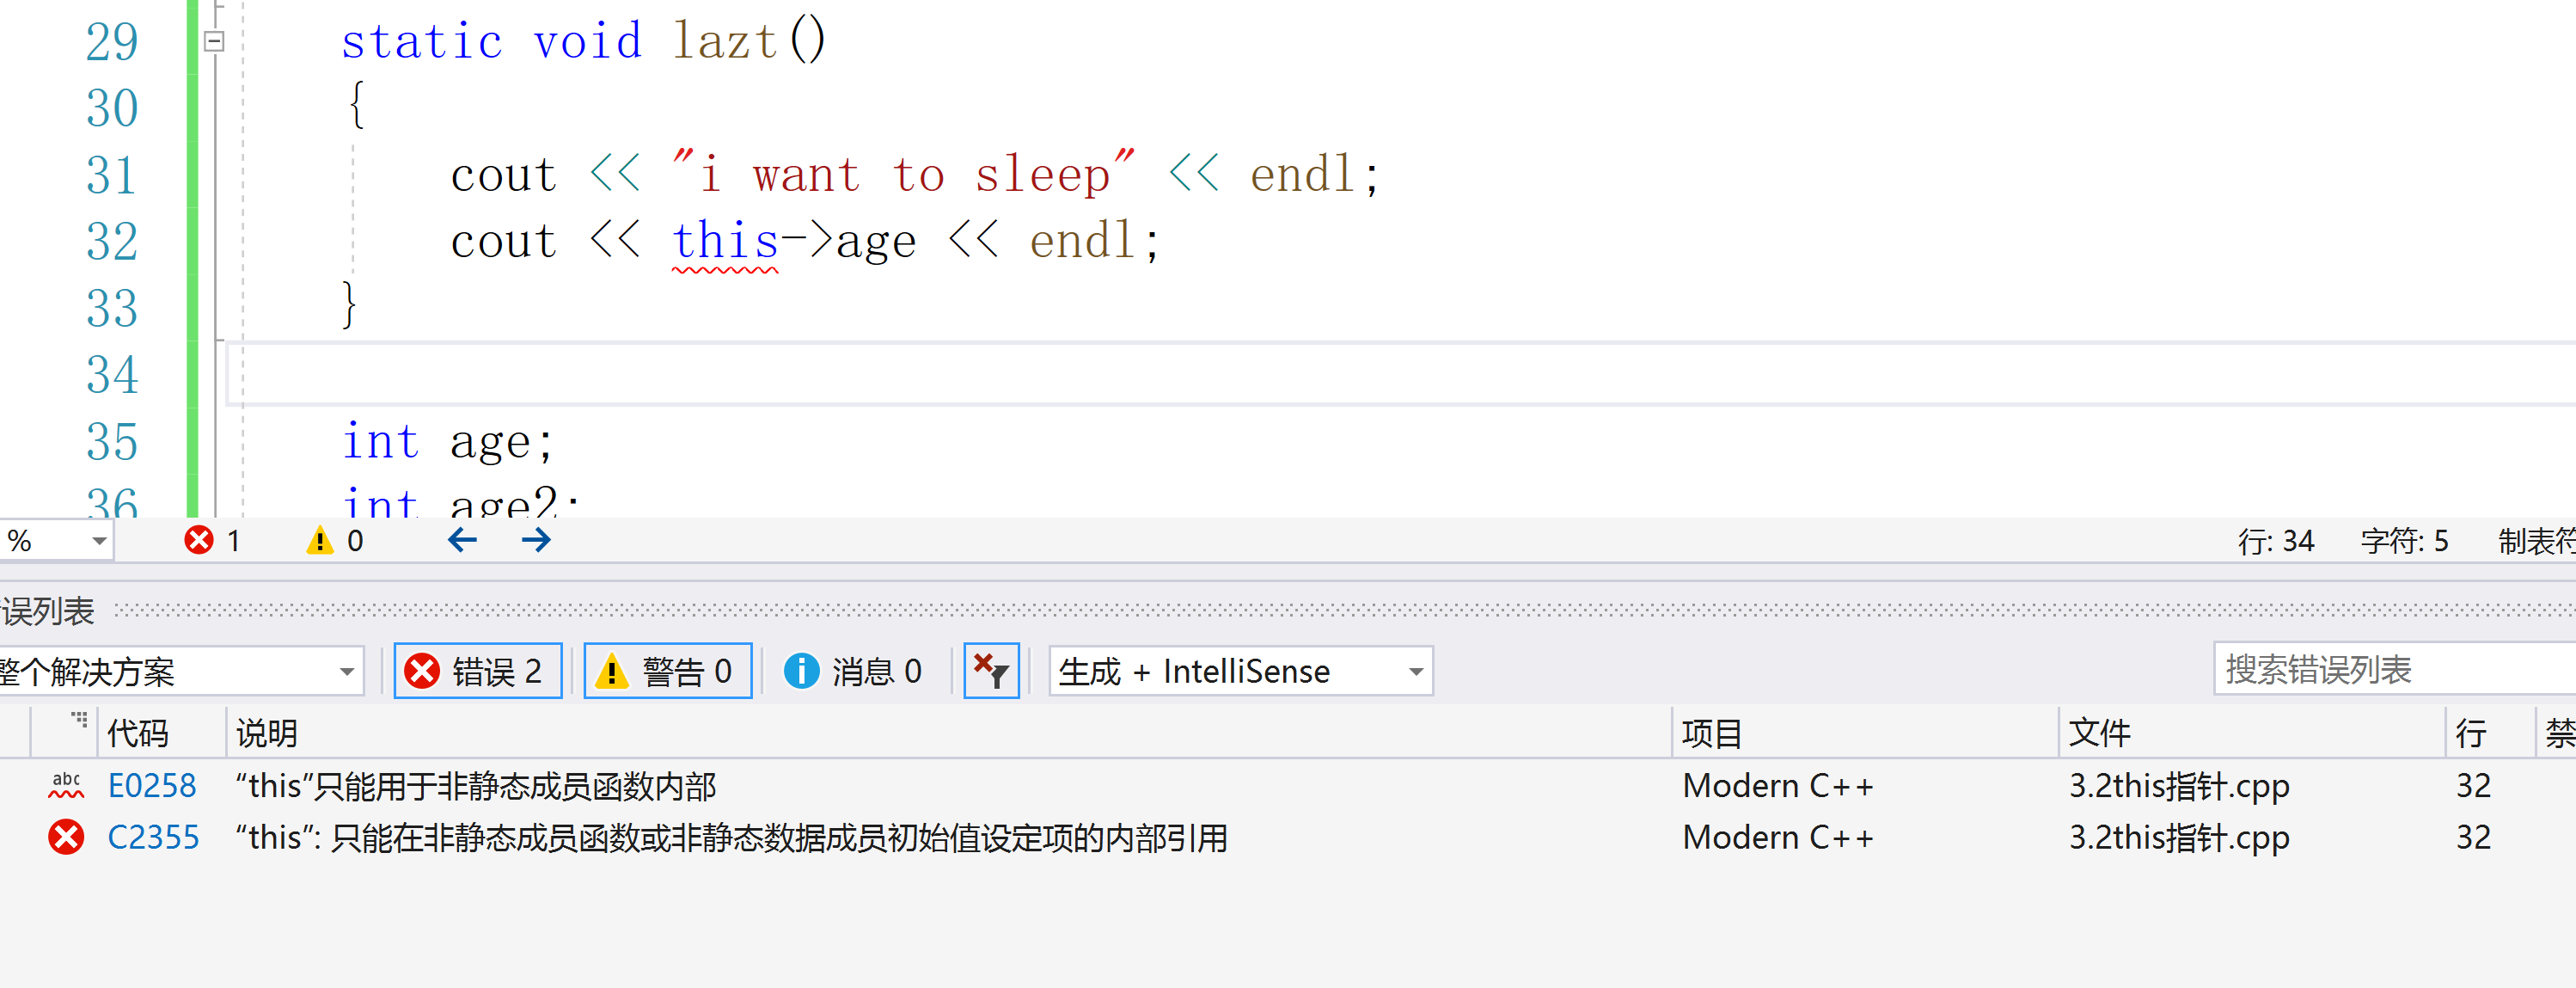 29 static void lazt()
30 {
31 cout << "i want to sleep" << endl;
32 cout << this->age << endl;
33 }
34
35 int age;
36 int age2;
% 1 0 行: 34 字符: 5 制表符
误列表
整个解决方案 错误 2 警告 0 消息 0 生成 + IntelliSense 搜索错误列表
代码 说明 项目 文件 行 禁
abc E0258 “this”只能用于非静态成员函数内部 Modern C++ 3.2this指针.cpp 32
C2355 “this”: 只能在非静态成员函数或非静态数据成员初始值设定项的内部引用 Modern C++ 3.2this指针.cpp 32